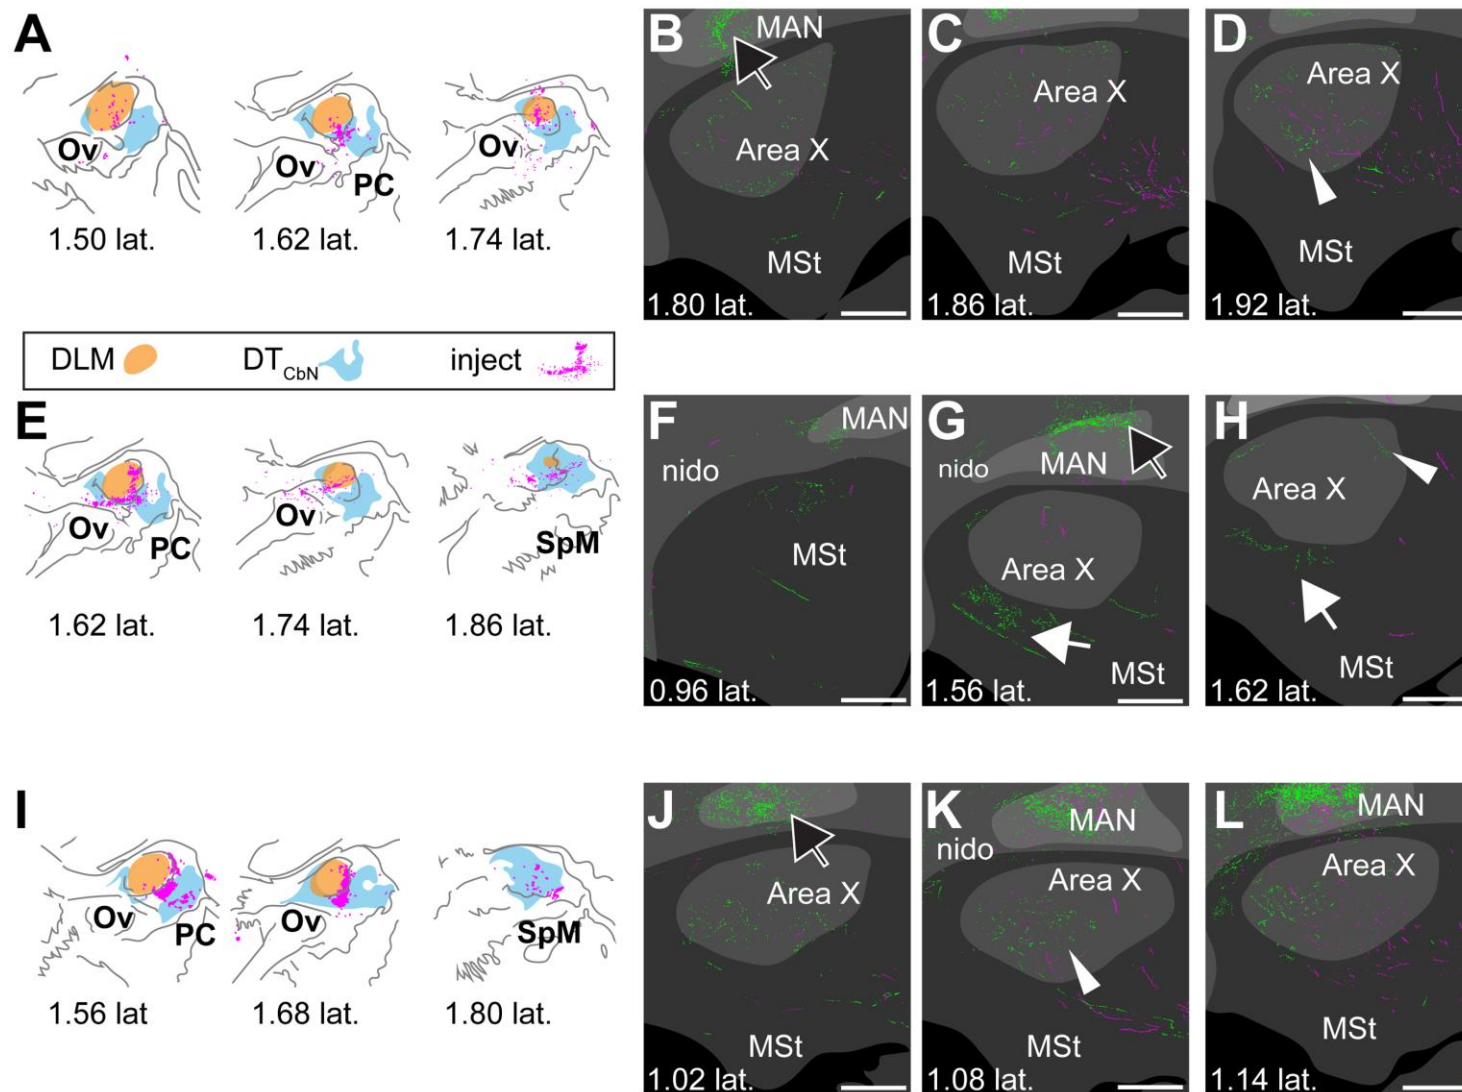 A
Ov
1.50 lat.
Ov
PC
1.62 lat.
Ov
1.74 lat.
B
MAN
Area X
MSt
1.80 lat.
C
Area X
MSt
1.86 lat.
D
Area X
MSt
1.92 lat.
DLM DT CbN inject
E
Ov
PC
1.62 lat.
Ov
1.74 lat.
SpM
1.86 lat.
F
MAN
nido
MSt
0.96 lat.
G
nido
MAN
Area X
MSt
1.56 lat.
H
Area X
MSt
1.62 lat.
I
Ov
PC
1.56 lat
Ov
1.68 lat.
SpM
1.80 lat.
J
Area X
MSt
1.02 lat.
K
MAN
nido
Area X
MSt
1.08 lat.
L
MAN
Area X
MSt
1.14 lat.